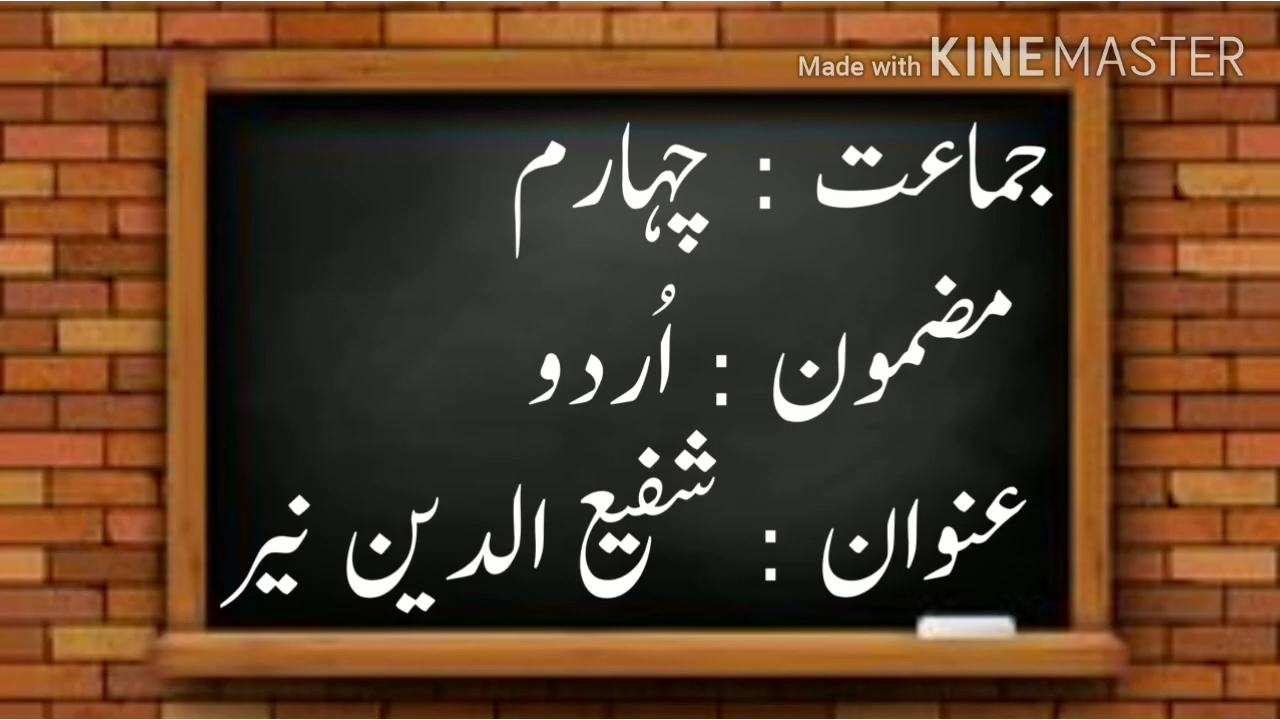 Made with KINEMASTER
جماعت : چہارم
مضمون : اُردو
عنوان : شفیع الدین نیر